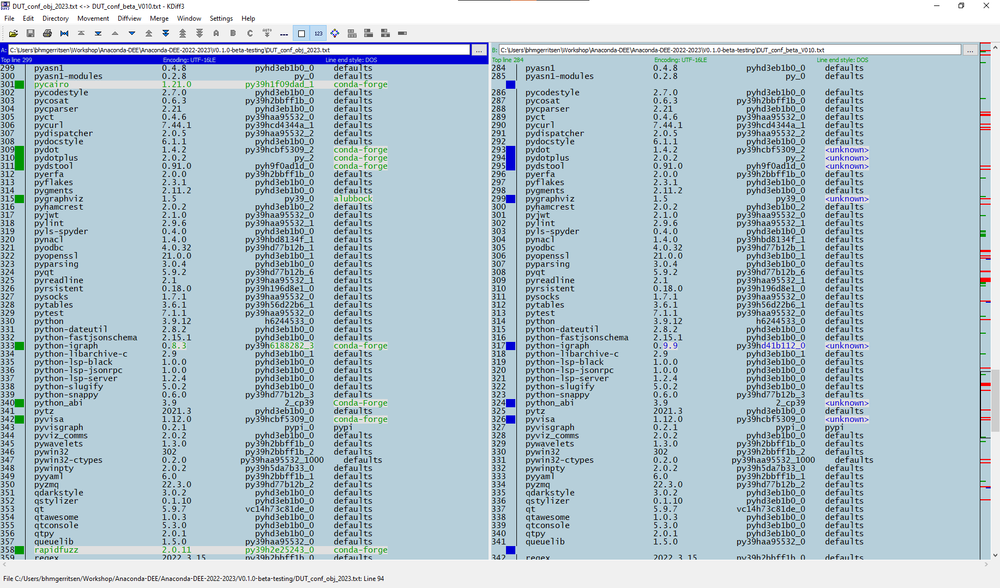 DUT_conf_obj_2023.txt <-> DUT_conf_beta_V010.txt - KDiff3
File Edit Directory Movement Diffview Merge Window Settings Help
A B C AUTO 123
A: C:\Users\bhmgerritsen\Workshop\Anaconda-DEE\Anaconda-DEE-2022-2023\V0.1.0-beta-testing\DUT_conf_obj_2023.txt ...
Top line 299 Encoding: UTF-16LE Line end style: DOS
299 pyasn1 0.4.8 pyhd3eb1b0_0 defaults
300 pyasn1-modules 0.2.8 py_0 defaults
301 pycairo 1.21.0 py39h1f09dad_1 conda-forge
302 pycodestyle 2.7.0 pyhd3eb1b0_0 defaults
303 pycosat 0.6.3 py39h2bbff1b_0 defaults
304 pycparser 2.21 pyhd3eb1b0_0 defaults
305 pyct 0.4.6 py39haa95532_0 defaults
306 pycurl 7.44.1 py39hcd4344a_1 defaults
307 pydispatcher 2.0.5 py39haa95532_2 defaults
308 pydocstyle 6.1.1 pyhd3eb1b0_0 defaults
309 pydot 1.4.2 py39hcbf5309_2 conda-forge
310 pydotplus 2.0.2 py_2 conda-forge
311 pydstool 0.91.0 pyh9f0ad1d_0 conda-forge
312 pyerfa 2.0.0 py39h2bbff1b_0 defaults
313 pyflakes 2.3.1 pyhd3eb1b0_0 defaults
314 pygments 2.11.2 pyhd3eb1b0_0 defaults
315 pygraphviz 1.5 py39_0 alubbock
316 pyhamcrest 2.0.2 pyhd3eb1b0_2 defaults
317 pyjwt 2.1.0 py39haa95532_0 defaults
318 pylint 2.9.6 py39haa95532_1 defaults
319 pyls-spyder 0.4.0 pyhd3eb1b0_0 defaults
320 pynacl 1.4.0 py39hbd8134f_1 defaults
321 pyodbc 4.0.32 py39hd77b12b_1 defaults
322 pyopenssl 21.0.0 pyhd3eb1b0_1 defaults
323 pyparsing 3.0.4 pyhd3eb1b0_0 defaults
324 pyqt 5.9.2 py39hd77b12b_6 defaults
325 pyreadline 2.1 py39haa95532_1 defaults
326 pyrsistent 0.18.0 py39h196d8e1_0 defaults
327 pysocks 1.7.1 py39haa95532_0 defaults
328 pytables 3.6.1 py39h56d22b6_1 defaults
329 pytest 7.1.1 py39haa95532_0 defaults
330 python 3.9.12 h6244533_0 defaults
331 python-dateutil 2.8.2 pyhd3eb1b0_0 defaults
332 python-fastjsonschema 2.15.1 pyhd3eb1b0_0 defaults
333 python-igraph 0.8.3 py39h6188282_3 conda-forge
334 python-libarchive-c 2.9 pyhd3eb1b0_1 defaults
335 python-lsp-black 1.0.0 pyhd3eb1b0_0 defaults
336 python-lsp-jsonrpc 1.0.0 pyhd3eb1b0_0 defaults
337 python-lsp-server 1.2.4 pyhd3eb1b0_0 defaults
338 python-slugify 5.0.2 pyhd3eb1b0_0 defaults
339 python-snappy 0.6.0 py39hd77b12b_3 defaults
340 python_abi 3.9 2_cp39 Conda-Forge
341 pytz 2021.3 pyhd3eb1b0_0 defaults
342 pyvisa 1.12.0 py39hcbf5309_0 conda-forge
343 pyvisgraph 0.2.1 pypi_0 pypi
344 pyviz_comms 2.0.2 pyhd3eb1b0_0 defaults
345 pywavelets 1.3.0 py39h2bbff1b_0 defaults
346 pywin32 302 py39h2bbff1b_2 defaults
347 pywin32-ctypes 0.2.0 py39haa95532_1000 defaults
348 pywinpty 2.0.2 py39h5da7b33_0 defaults
349 pyyaml 6.0 py39h2bbff1b_1 defaults
350 pyzmq 22.3.0 py39hd77b12b_2 defaults
351 qdarkstyle 3.0.2 pyhd3eb1b0_0 defaults
352 qstylizer 0.1.10 pyhd3eb1b0_0 defaults
353 qt 5.9.7 vc14h73c81de_0 defaults
354 qtawesome 1.0.3 pyhd3eb1b0_0 defaults
355 qtconsole 5.3.0 pyhd3eb1b0_0 defaults
356 qtpy 2.0.1 pyhd3eb1b0_0 defaults
357 queuelib 1.5.0 py39haa95532_0 defaults
358 rapidfuzz 2.0.11 py39h2e25243_0 conda-forge
359 regex 2022.3.15 py39h2bbff1b_0 defaults
B: C:\Users\bhmgerritsen\Workshop\Anaconda-DEE\Anaconda-DEE-2022-2023\V0.1.0-beta-testing\DUT_conf_beta_V010.txt ...
Top line 284 Encoding: UTF-16LE Line end style: DOS
284 pyasn1 0.4.8 pyhd3eb1b0_0 defaults
285 pyasn1-modules 0.2.8 py_0 defaults
286 pycodestyle 2.7.0 pyhd3eb1b0_0 defaults
287 pycosat 0.6.3 py39h2bbff1b_0 defaults
288 pycparser 2.21 pyhd3eb1b0_0 defaults
289 pyct 0.4.6 py39haa95532_0 defaults
290 pycurl 7.44.1 py39hcd4344a_1 defaults
291 pydispatcher 2.0.5 py39haa95532_2 defaults
292 pydocstyle 6.1.1 pyhd3eb1b0_0 defaults
293 pydot 1.4.2 py39hcbf5309_2 <unknown>
294 pydotplus 2.0.2 py_2 <unknown>
295 pydstool 0.91.0 pyh9f0ad1d_0 <unknown>
296 pyerfa 2.0.0 py39h2bbff1b_0 defaults
297 pyflakes 2.3.1 pyhd3eb1b0_0 defaults
298 pygments 2.11.2 pyhd3eb1b0_0 defaults
299 pygraphviz 1.5 py39_0 <unknown>
300 pyhamcrest 2.0.2 pyhd3eb1b0_2 defaults
301 pyjwt 2.1.0 py39haa95532_0 defaults
302 pylint 2.9.6 py39haa95532_1 defaults
303 pyls-spyder 0.4.0 pyhd3eb1b0_0 defaults
304 pynacl 1.4.0 py39hbd8134f_1 defaults
305 pyodbc 4.0.32 py39hd77b12b_1 defaults
306 pyopenssl 21.0.0 pyhd3eb1b0_1 defaults
307 pyparsing 3.0.4 pyhd3eb1b0_0 defaults
308 pyqt 5.9.2 py39hd77b12b_6 defaults
309 pyreadline 2.1 py39haa95532_1 defaults
310 pyrsistent 0.18.0 py39h196d8e1_0 defaults
311 pysocks 1.7.1 py39haa95532_0 defaults
312 pytables 3.6.1 py39h56d22b6_1 defaults
313 pytest 7.1.1 py39haa95532_0 defaults
314 python 3.9.12 h6244533_0 defaults
315 python-dateutil 2.8.2 pyhd3eb1b0_0 defaults
316 python-fastjsonschema 2.15.1 pyhd3eb1b0_0 defaults
317 python-igraph 0.9.9 py39hd41b112_0 <unknown>
318 python-libarchive-c 2.9 pyhd3eb1b0_1 defaults
319 python-lsp-black 1.0.0 pyhd3eb1b0_0 defaults
320 python-lsp-jsonrpc 1.0.0 pyhd3eb1b0_0 defaults
321 python-lsp-server 1.2.4 pyhd3eb1b0_0 defaults
322 python-slugify 5.0.2 pyhd3eb1b0_0 defaults
323 python-snappy 0.6.0 py39hd77b12b_3 defaults
324 python_abi 3.9 2_cp39 <unknown>
325 pytz 2021.3 pyhd3eb1b0_0 defaults
326 pyvisa 1.12.0 py39hcbf5309_0 <unknown>
327 pyvisgraph 0.2.1 pypi_0 pypi
328 pyviz_comms 2.0.2 pyhd3eb1b0_0 defaults
329 pywavelets 1.3.0 py39h2bbff1b_0 defaults
330 pywin32 302 py39h2bbff1b_2 defaults
331 pywin32-ctypes 0.2.0 py39haa95532_1000 defaults
332 pywinpty 2.0.2 py39h5da7b33_0 defaults
333 pyyaml 6.0 py39h2bbff1b_1 defaults
334 pyzmq 22.3.0 py39hd77b12b_2 defaults
335 qdarkstyle 3.0.2 pyhd3eb1b0_0 defaults
336 qstylizer 0.1.10 pyhd3eb1b0_0 defaults
337 qt 5.9.7 vc14h73c81de_0 defaults
338 qtawesome 1.0.3 pyhd3eb1b0_0 defaults
339 qtconsole 5.3.0 pyhd3eb1b0_0 defaults
340 qtpy 2.0.1 pyhd3eb1b0_0 defaults
341 queuelib 1.5.0 py39haa95532_0 defaults
342 regex 2022.3.15 py39h2bbff1b_0 defaults
File C:/Users/bhmgerritsen/Workshop/Anaconda-DEE/Anaconda-DEE-2022-2023/V0.1.0-beta-testing/DUT_conf_obj_2023.txt: Line 94